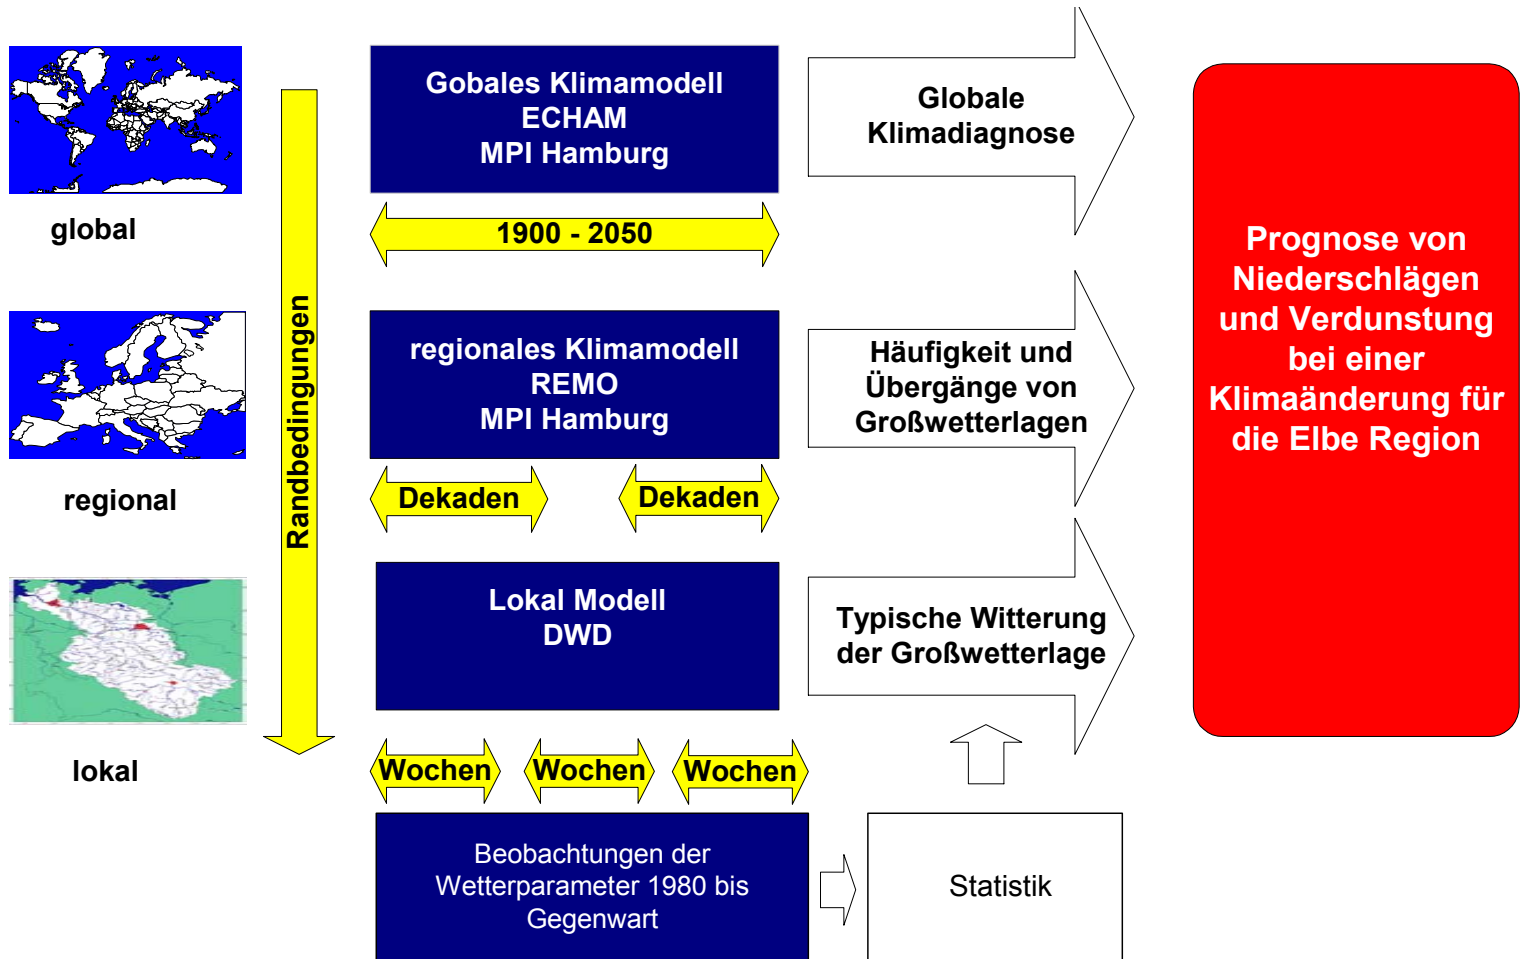 Gobales Klimamodell
ECHAM
MPI Hamburg
Globale
Klimadiagnose
global
1900 - 2050
Randbedingungen
regionales Klimamodell
REMO
MPI Hamburg
Häufigkeit und
Übergänge von
Großwetterlagen
regional
Dekaden
Dekaden
Lokal Modell
DWD
Typische Witterung
der Großwetterlage
lokal
Wochen
Wochen
Wochen
Beobachtungen der
Wetterparameter 1980 bis
Gegenwart
Statistik
Prognose von
Niederschlägen
und Verdunstung
bei einer
Klimaänderung für
die Elbe Region